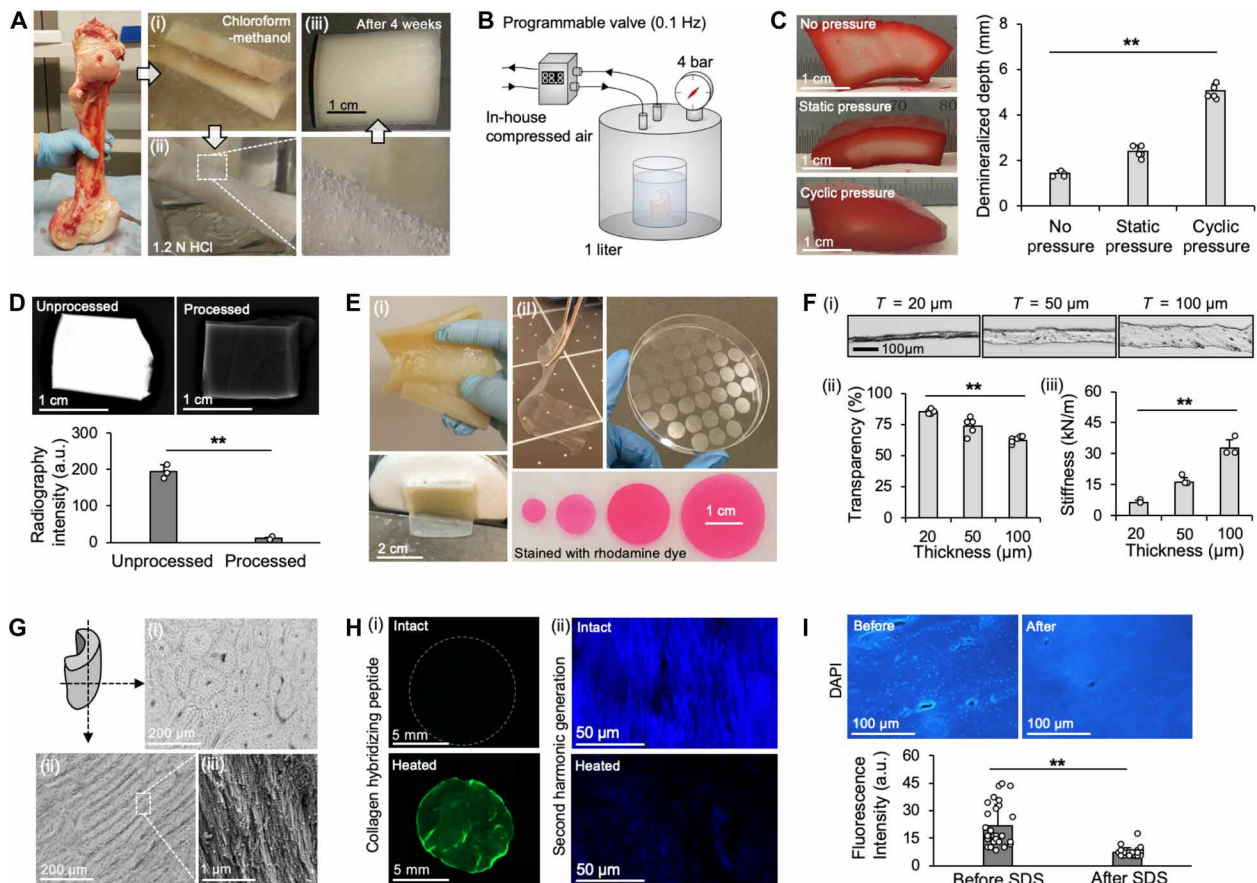 A
(i)
Chloroform
-methanol
(iii)
After 4 weeks
1 cm
(ii)
1.2 N HCl
B
Programmable valve (0.1 Hz)
4 bar
In-house
compressed air
1 liter
C
No pressure
1 cm
Static pressure
1 cm
Cyclic pressure
1 cm
70
80
Demineralized depth (mm)
8
6
4
2
0
**
No
pressure
Static
pressure
Cyclic
pressure
D
Unprocessed
Processed
1 cm
1 cm
Radiography
intensity (a.u.)
300
200
100
0
**
Unprocessed
Processed
E
(i)
(ii)
2 cm
1 cm
Stained with rhodamine dye
F
(i)
T = 20 µm
T = 50 µm
T = 100 µm
100µm
(ii)
Transparency (%)
100
75
50
25
0
**
20
50
100
Thickness (µm)
(iii)
Stiffness (kN/m)
60
45
30
15
0
**
20
50
100
Thickness (µm)
G
(i)
200 µm
(ii)
200 µm
(iii)
1 µm
H
(i)
Collagen hybridizing peptide
Intact
5 mm
Heated
5 mm
(ii)
Second harmonic generation
Intact
50 µm
Heated
50 µm
I
DAPI
Before
100 µm
After
100 µm
Fluorescence
Intensity (a.u.)
60
45
30
15
0
**
Before SDS
After SDS